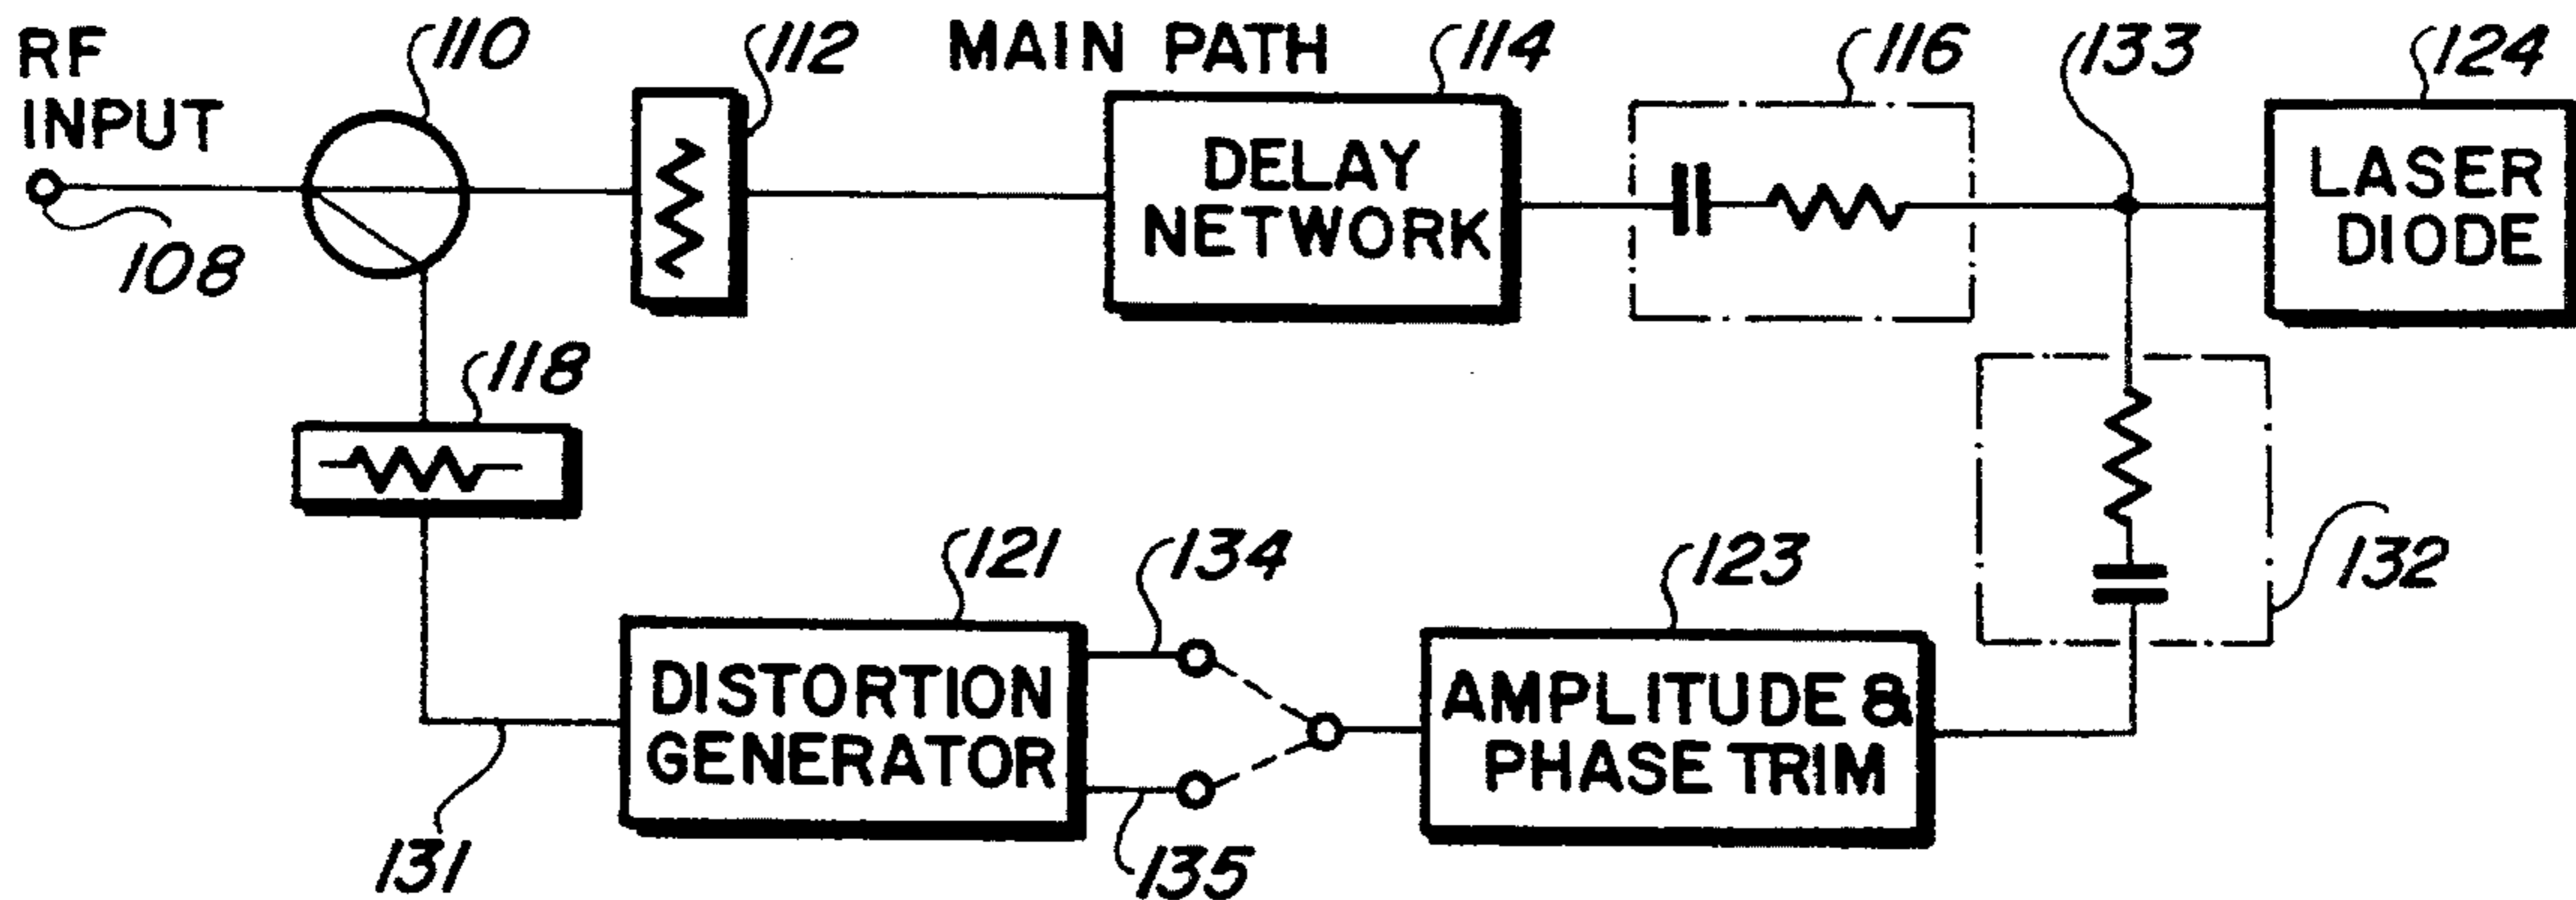 RF
INPUT
108
110
112
MAIN PATH
114
DELAY
NETWORK
116
133
124
LASER
DIODE
118
131
121
DISTORTION
GENERATOR
134
135
123
AMPLITUDE &
PHASE TRIM
132